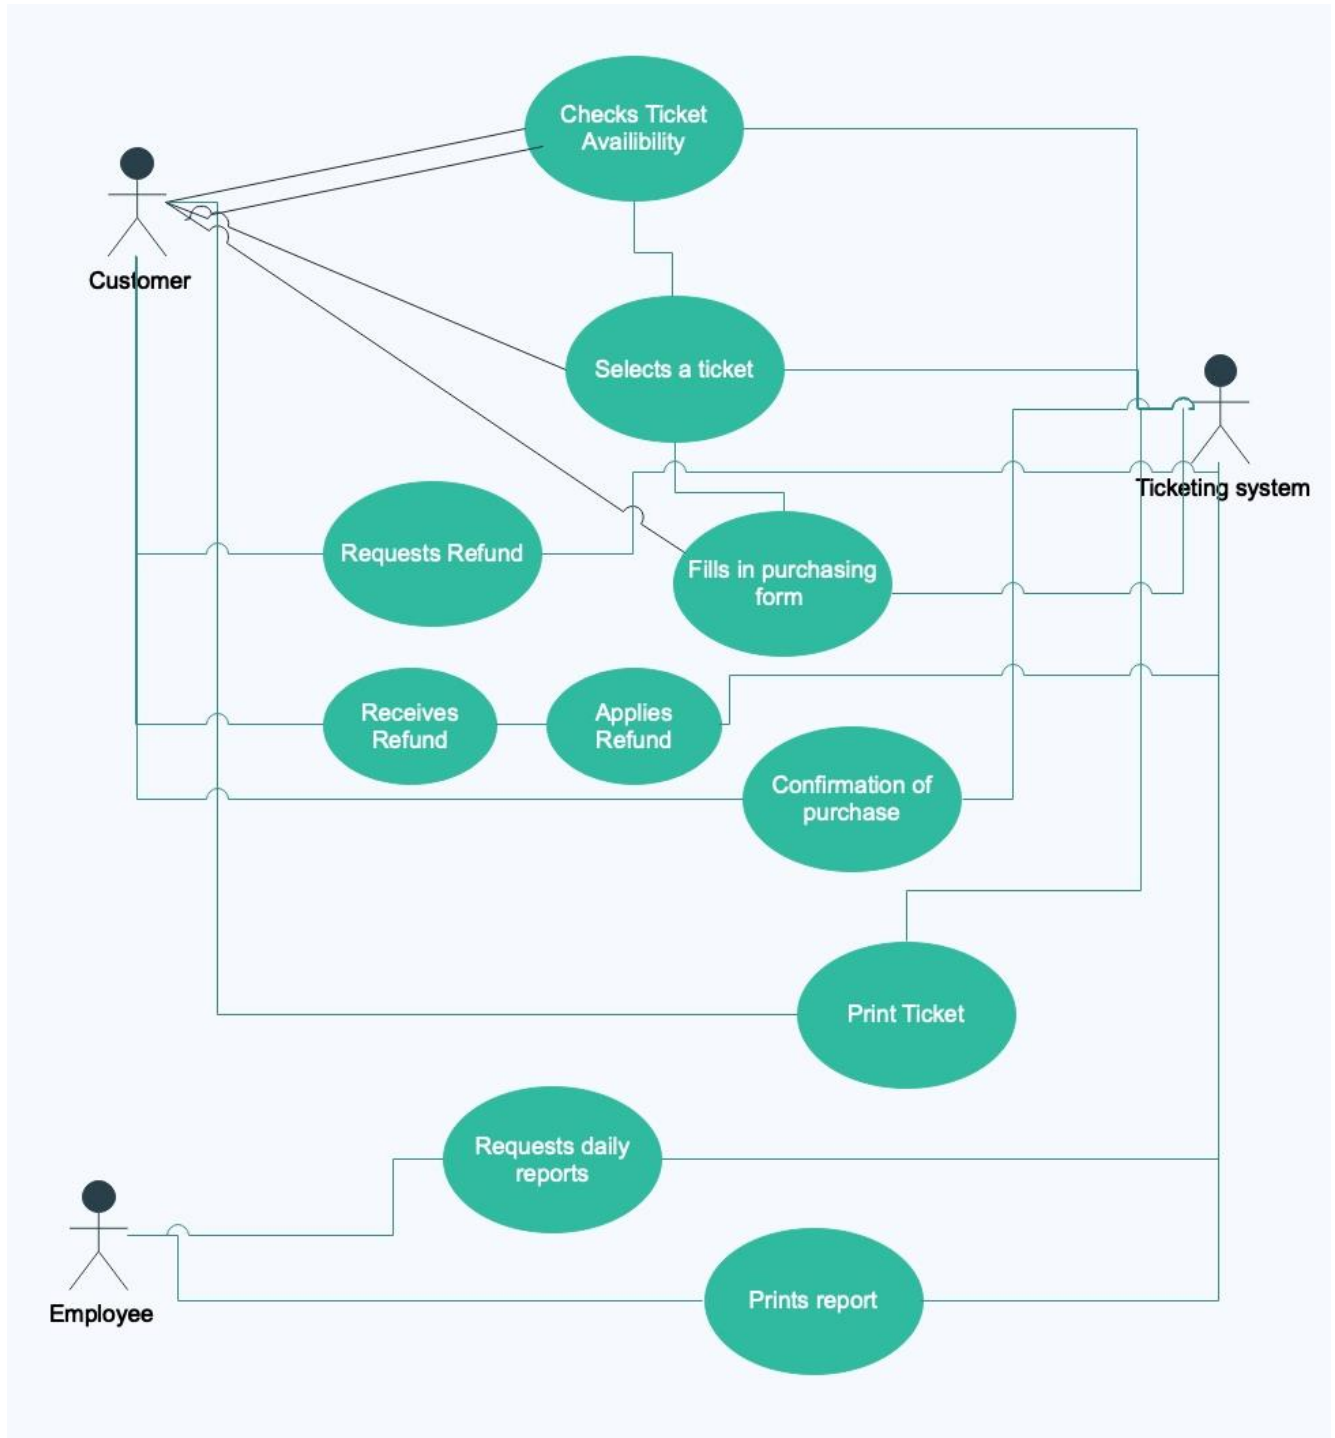 Checks Ticket
Availibility
Customer
Selects a ticket
Ticketing system
Requests Refund
Fills in purchasing
form
Receives
Refund
Applies
Refund
Confirmation of
purchase
Print Ticket
Requests daily
reports
Employee
Prints report